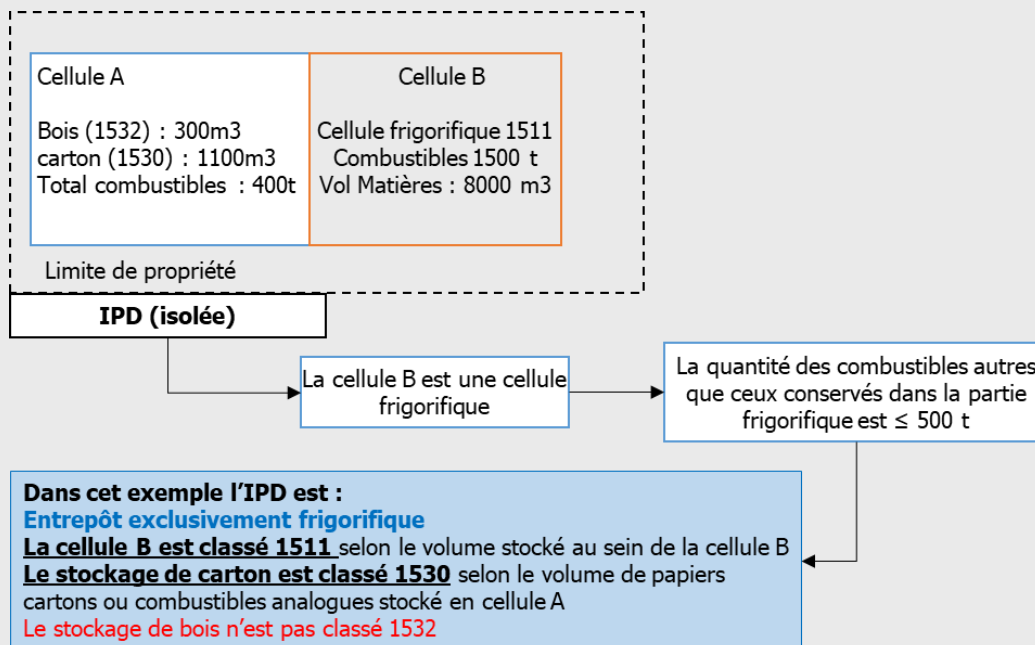 Cellule A
Bois (1532) : 300m3
carton (1530) : 1100m3
Total combustibles : 400t
Cellule B
Cellule frigorifique 1511
Combustibles 1500 t
Vol Matières : 8000 m3
Limite de propriété
IPD (isolée)
La cellule B est une cellule
frigorifique
La quantité des combustibles autres
que ceux conservés dans la partie
frigorifique est ≤ 500 t
Dans cet exemple l’IPD est :
Entrepôt exclusivement frigorifique
La cellule B est classé 1511 selon le volume stocké au sein de la cellule B
Le stockage de carton est classé 1530 selon le volume de papiers
cartons ou combustibles analogues stocké en cellule A
Le stockage de bois n’est pas classé 1532